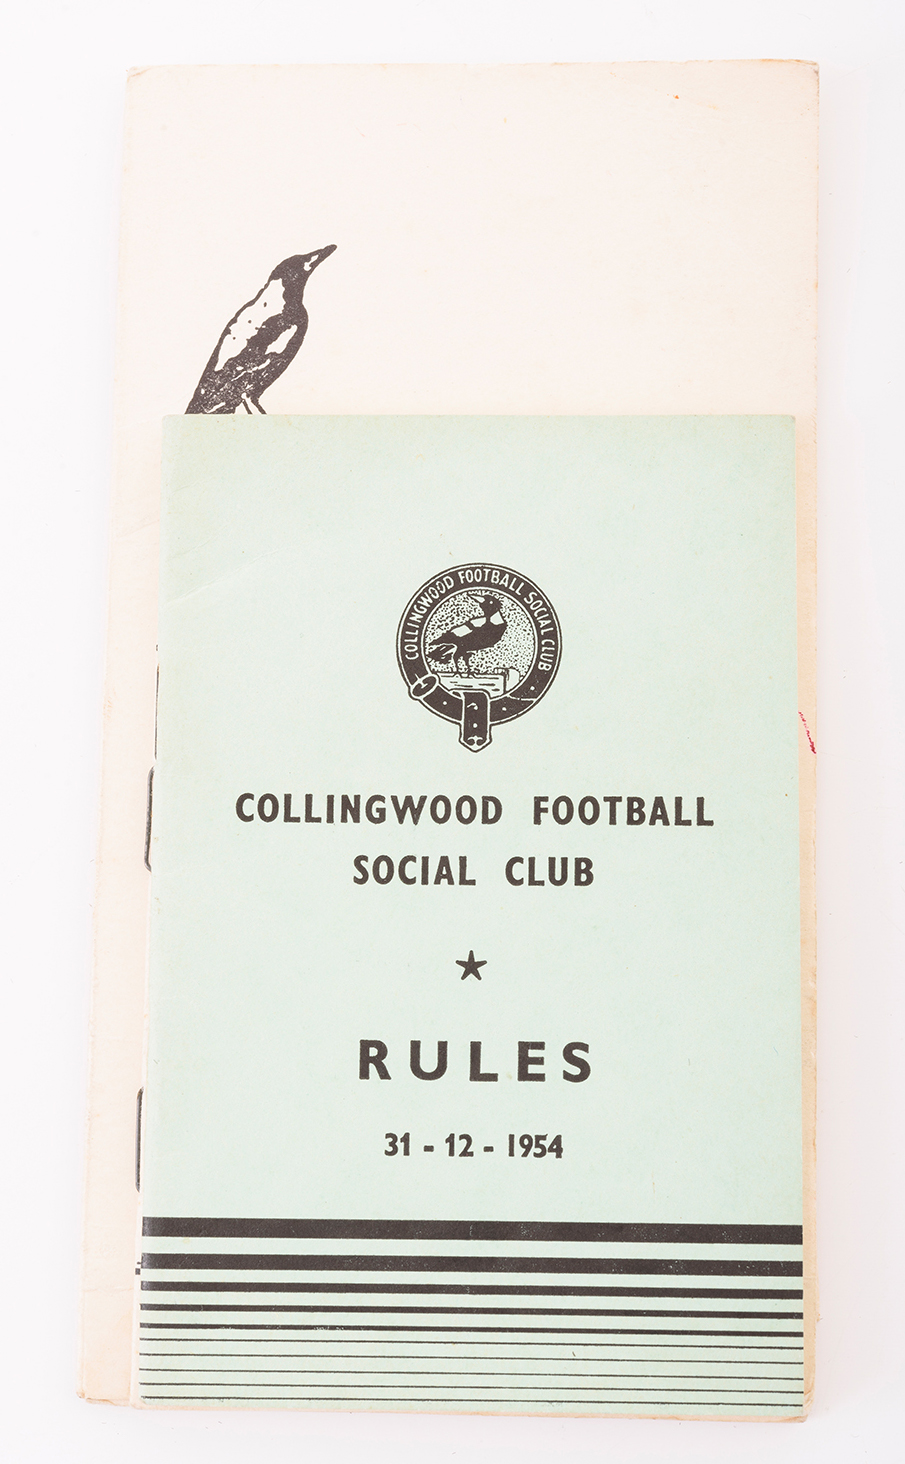 COLLINGWOOD FOOTBALL SOCIAL CLUB
COLLINGWOOD FOOTBALL
SOCIAL CLUB
RULES
31 - 12 - 1954